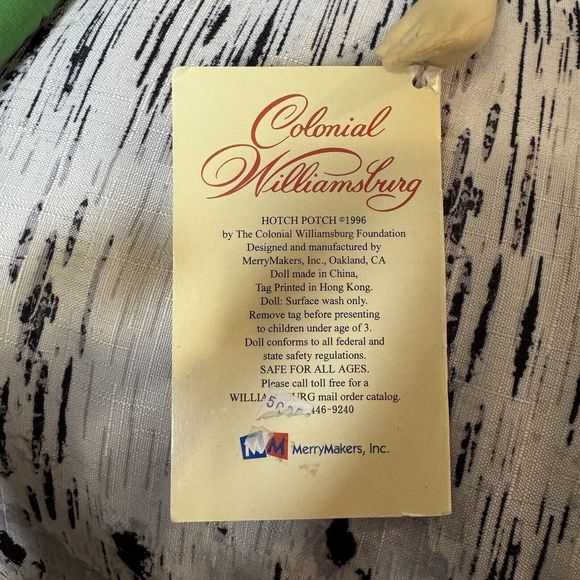 Colonial
Williamsburg
HOTCH POTCH ©1996
by The Colonial Williamsburg Foundation
Designed and manufactured by
MerryMakers, Inc., Oakland, CA
Doll made in China,
Tag Printed in Hong Kong.
Doll: Surface wash only.
Remove tag before presenting
to children under age of 3.
Doll conforms to all federal and
state safety regulations.
SAFE FOR ALL AGES.
Please call toll free for a
WILLIA BURG mail order catalog.
446-9240
MM MerryMakers, Inc.